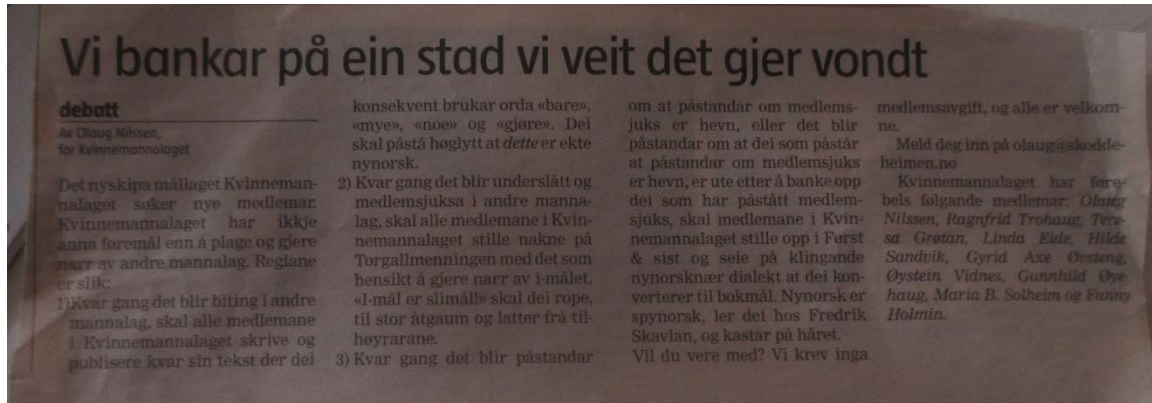 Vi bankar på ein stad vi veit det gjer vondt
debatt
Av Olaug Nilssen,
for Kvinnemannalaget
Det nyskipa mållaget Kvinneman-
nalaget søker nye medlemar.
Kvinnemannalaget har ikkje
anna føremål enn å plage og gjere
narr av andre mannalag. Reglane
er slik:
1)Kvar gang det blir biting i andre
mannalag, skal alle medlemane
i Kvinnemannalaget skrive og
publisere kvar sin tekst der dei
konsekvent brukar orda «bare»,
«mye», «noe» og «gjøre». Dei
skal påstå høglytt at dette er ekte
nynorsk.
2) Kvar gang det blir underslått og
medlemsjuksa i andre manna-
lag, skal alle medlemane i Kvin-
nemannalaget stille nakne på
Torgallmenningen med det som
hensikt å gjere narr av i-målet.
«I-mål er slimål!» skal dei rope,
til stor åtgaum og latter frå til-
høyrarane.
3) Kvar gang det blir påstandar
om at påstandar om medlems-
juks er hevn, eller det blir
påstandar om at dei som påstår
at påstandar om medlemsjuks
er hevn, er ute etter å banke opp
dei som har påstått medlem-
sjuks, skal medlemane i Kvin-
nemannalaget stille opp i Først
& sist og seie på klingande
nynorsknær dialekt at dei kon-
verterer til bokmål. Nynorsk er
spynorsk, ler dei hos Fredrik
Skavlan, og kastar på håret.
Vil du vere med? Vi krev inga
medlemsavgift, og alle er velkom-
ne.
Meld deg inn på olaug@skodde-
heimen.no
Kvinnemannalaget har føre-
bels følgande medlemar: Olaug
Nilssen, Ragnfrid Trohaug, Tere-
sa Grøtan, Linda Eide, Hilde
Sandvik, Gyrid Axe Øvsteng,
Øystein Vidnes, Gunnhild Øye-
haug, Maria B. Solheim og Fanny
Holmin.